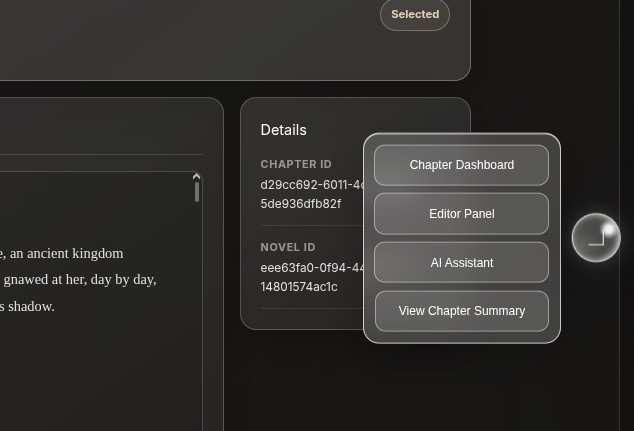 Selected
Details
CHAPTER ID
d29cc692-6011-4
5de936dfb82f
e, an ancient kingdom
gnawed at her, day by day,
s shadow.
NOVEL ID
eee63fa0-0f94-44
14801574ac1c
Chapter Dashboard
Editor Panel
AI Assistant
View Chapter Summary